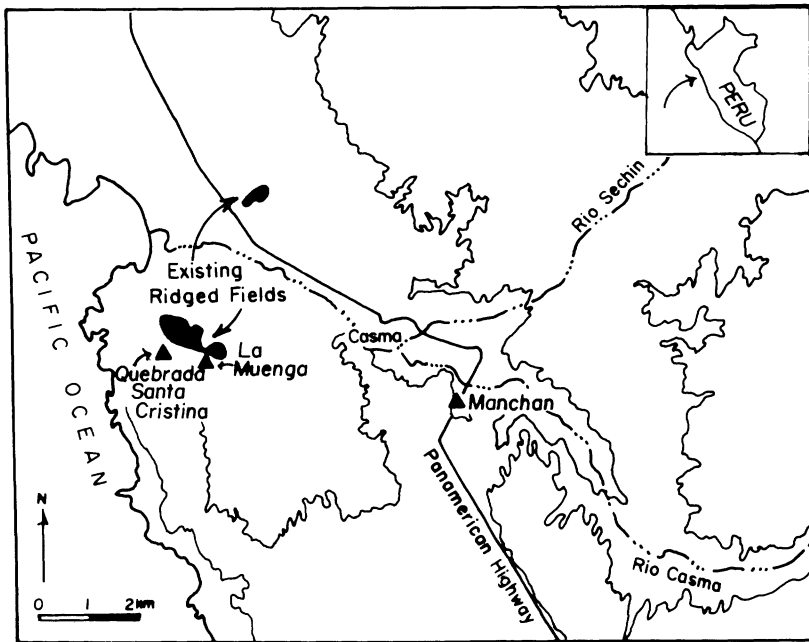 PERU
Rio Sechin
PACIFIC OCEAN
Existing
Ridged Fields
Casma
La
Muenga
Quebrada
Santa
Cristina
Manchan
Panamerican Highway
N
0 1 2km
Rio Casma